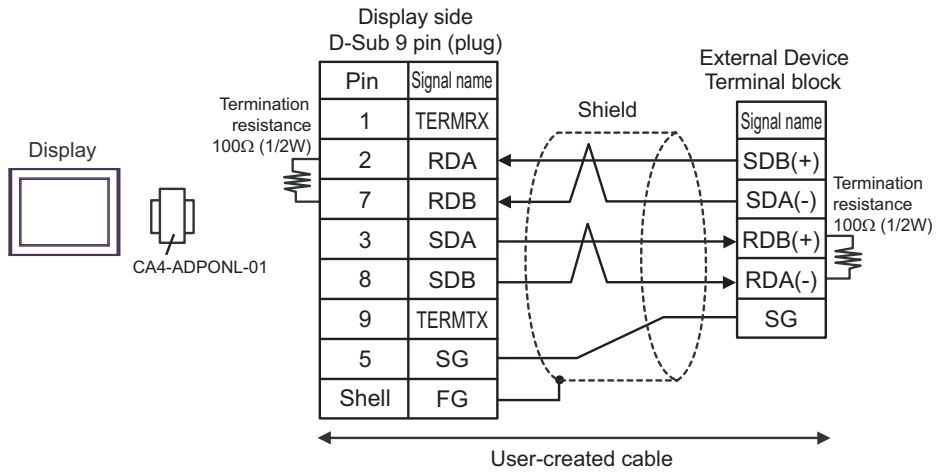 Display side
D-Sub 9 pin (plug)
External Device
Terminal block
Pin Signal name
Signal name
Shield
Termination
resistance
100Ω (1/2W)
Display
CA4-ADPONL-01
1 TERMRX
2 RDA
7 RDB
3 SDA
8 SDB
9 TERMTX
5 SG
Shell FG
SDB(+)
SDA(-)
RDB(+)
RDA(-)
SG
Termination
resistance
100Ω (1/2W)
User-created cable